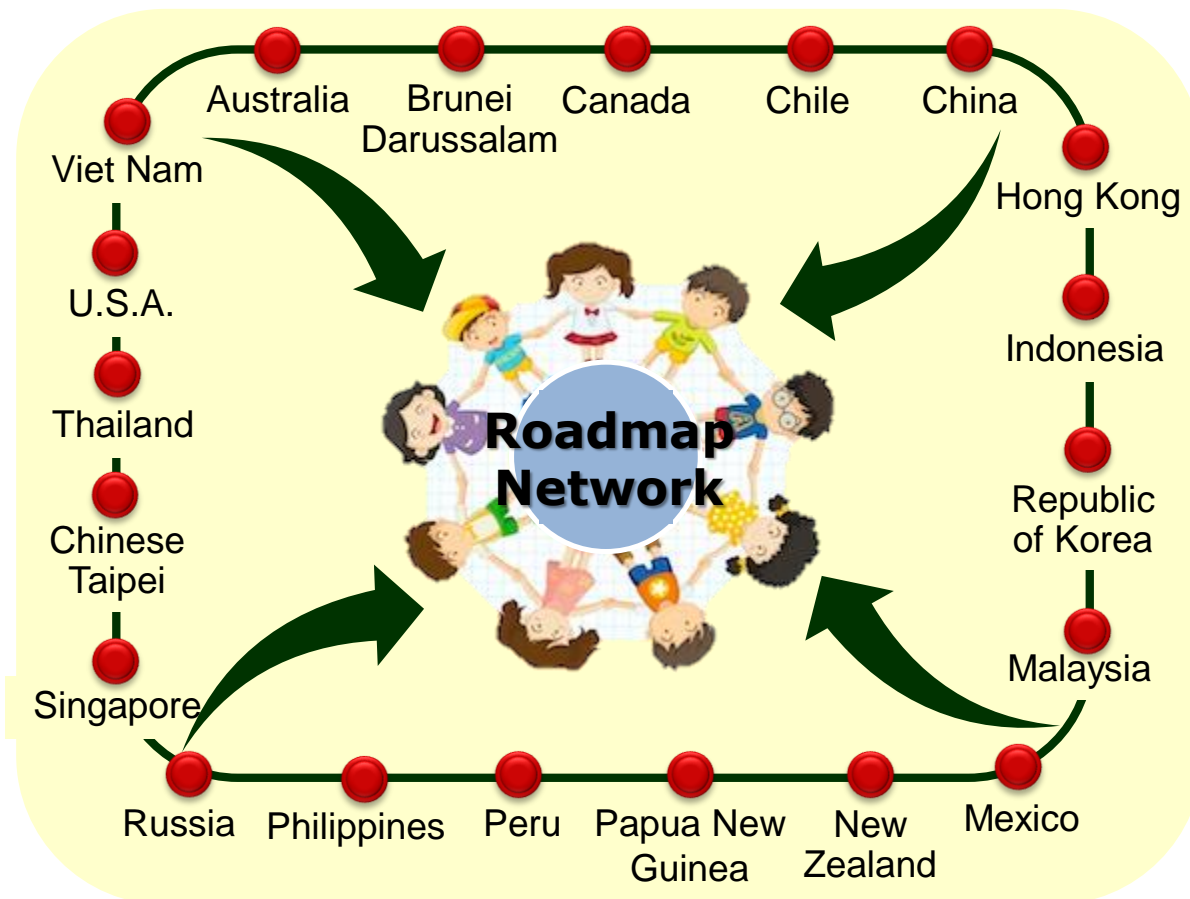 Australia
Brunei
Darussalam
Canada
Chile
China
Viet Nam
Hong Kong
U.S.A.
Indonesia
Thailand
Roadmap
Network
Republic
of Korea
Chinese
Taipei
Malaysia
Singapore
Russia
Philippines
Peru
Papua New
Guinea
New
Zealand
Mexico